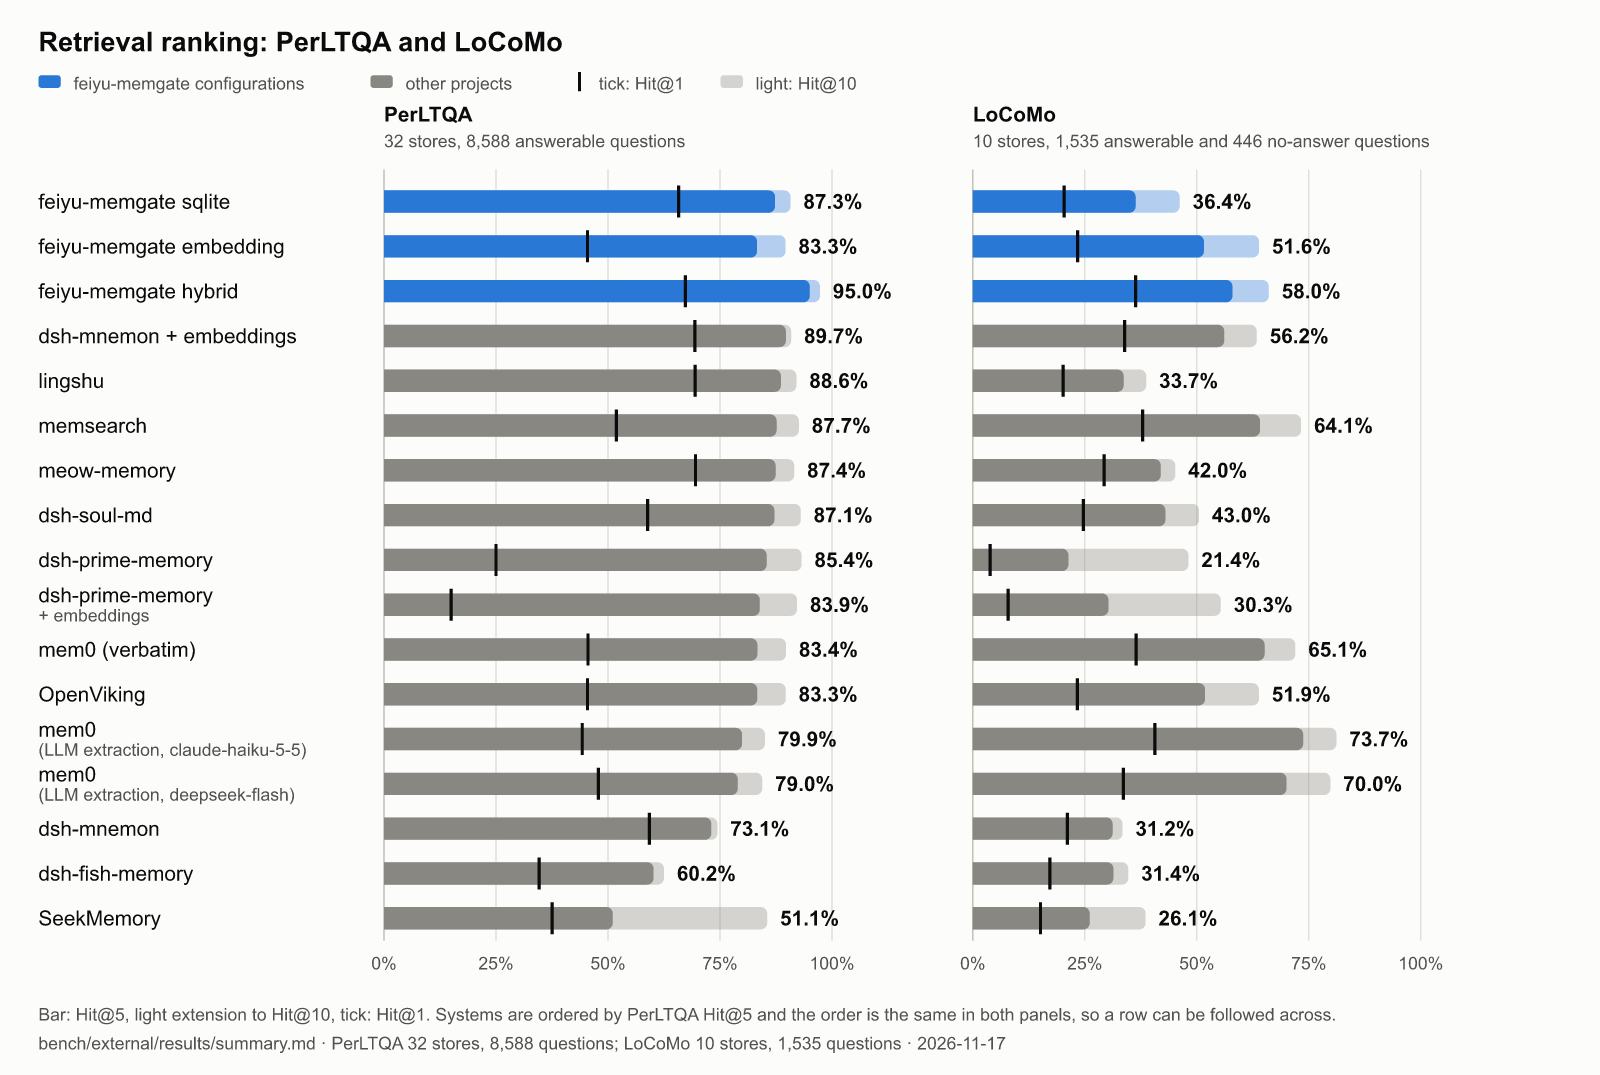 Retrieval ranking: PerLTQA and LoCoMo
feiyu-memgate configurations other projects tick: Hit@1 light: Hit@10
PerLTQA LoCoMo
32 stores, 8,588 answerable questions 10 stores, 1,535 answerable and 446 no-answer questions
feiyu-memgate sqlite 87.3% 36.4%
feiyu-memgate embedding 83.3% 51.6%
feiyu-memgate hybrid 95.0% 58.0%
dsh-mnemon + embeddings 89.7% 56.2%
lingshu 88.6% 33.7%
memsearch 87.7% 64.1%
meow-memory 87.4% 42.0%
dsh-soul-md 87.1% 43.0%
dsh-prime-memory 85.4% 21.4%
dsh-prime-memory
+ embeddings 83.9% 30.3%
mem0 (verbatim) 83.4% 65.1%
OpenViking 83.3% 51.9%
mem0
(LLM extraction, claude-haiku-5-5) 79.9% 73.7%
mem0
(LLM extraction, deepseek-flash) 79.0% 70.0%
dsh-mnemon 73.1% 31.2%
dsh-fish-memory 60.2% 31.4%
SeekMemory 51.1% 26.1%
0% 25% 50% 75% 100% 0% 25% 50% 75% 100%
Bar: Hit@5, light extension to Hit@10, tick: Hit@1. Systems are ordered by PerLTQA Hit@5 and the order is the same in both panels, so a row can be followed across.
bench/external/results/summary.md · PerLTQA 32 stores, 8,588 questions; LoCoMo 10 stores, 1,535 questions · 2026-11-17